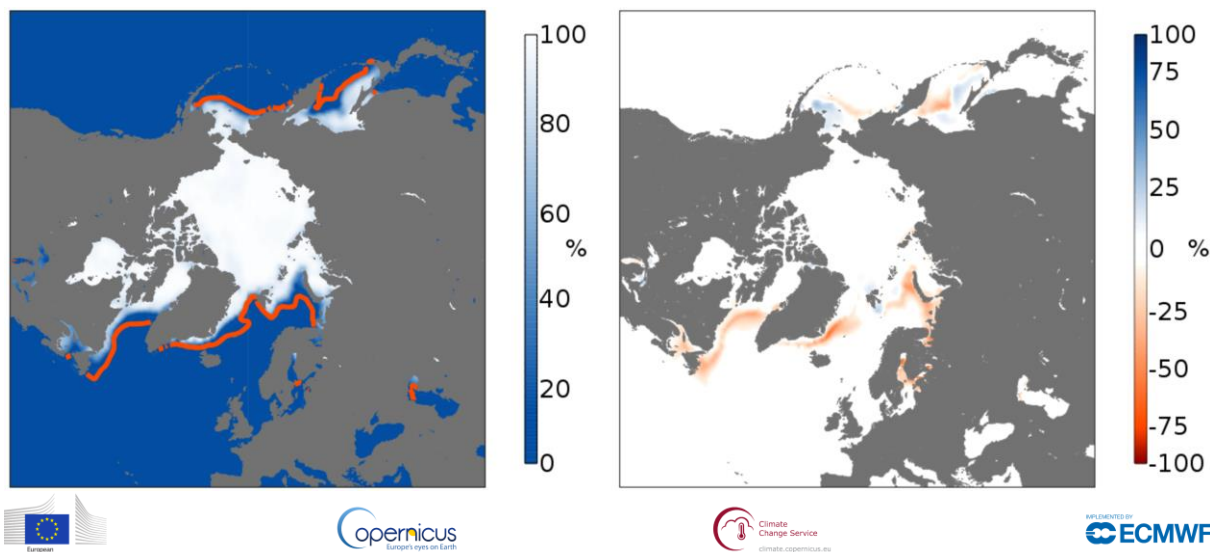 100
80
60
%
40
20
0
100
75
50
25
0 %
-25
-50
-75
-100
European
opernicus
Europe's eyes on Earth
Climate
Change Service
climate.copernicus.eu
IMPLEMENTED BY
ECMWF